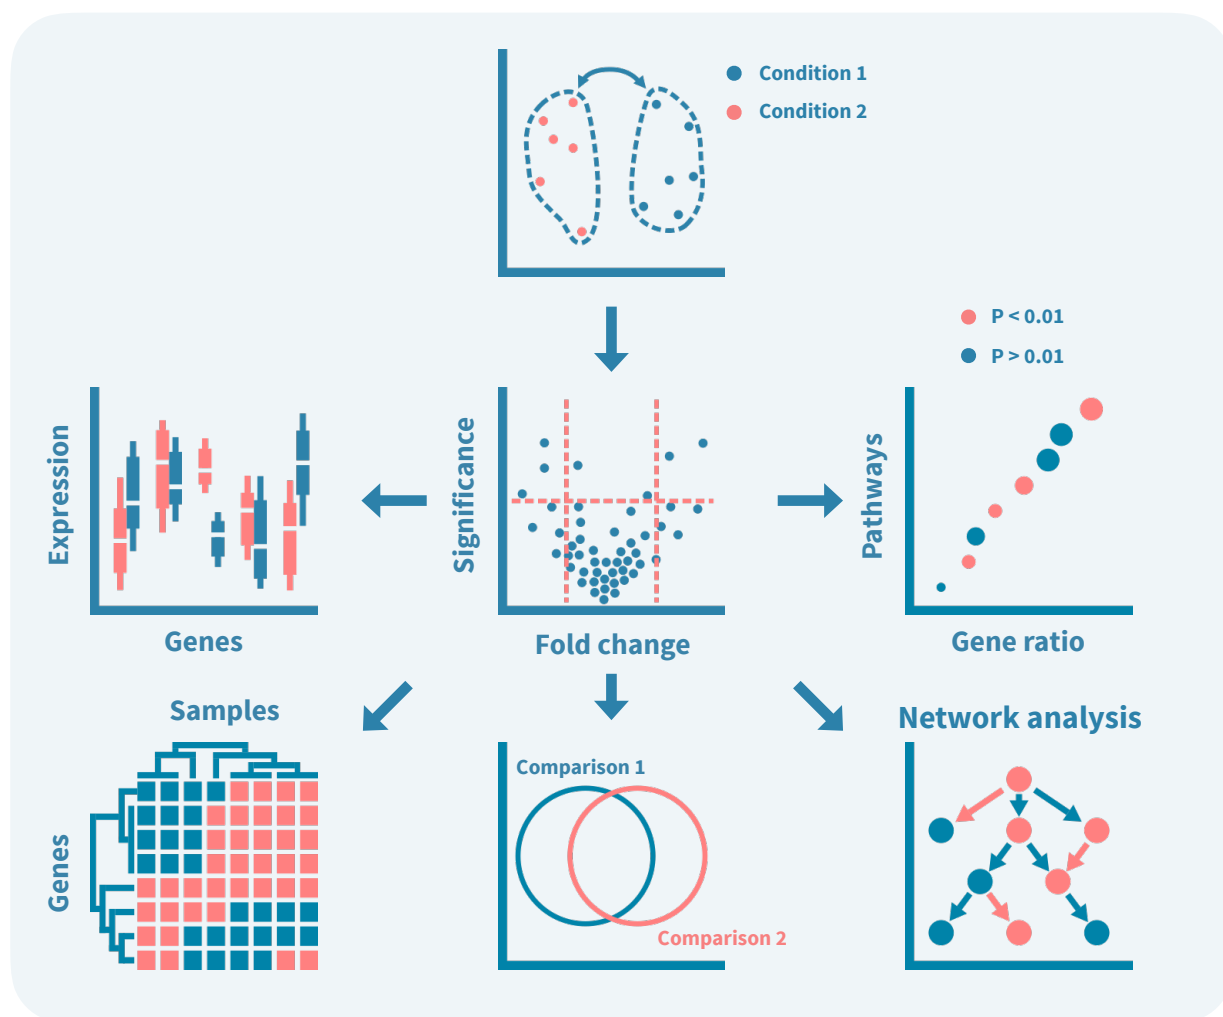 Condition 1
Condition 2
P < 0.01
P > 0.01
Expression
Genes
Significance
Fold change
Pathways
Gene ratio
Samples
Genes
Comparison 1
Comparison 2
Network analysis